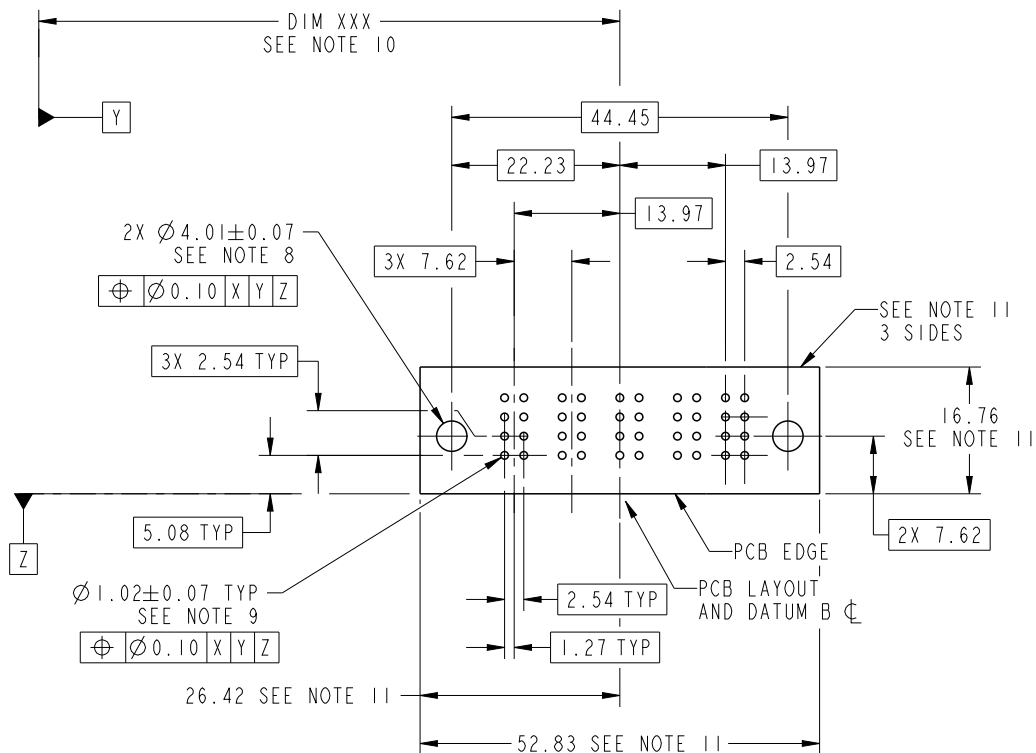 DIM XXX
SEE NOTE 10
Y
44.45
22.23
13.97
13.97
2X Ø4.01±0.07
SEE NOTE 8
3X 7.62
2.54
⌖ Ø0.10 X Y Z
SEE NOTE 11
3 SIDES
3X 2.54 TYP
16.76
SEE NOTE 11
5.08 TYP
2X 7.62
Z
PCB EDGE
Ø1.02±0.07 TYP
SEE NOTE 9
2.54 TYP
PCB LAYOUT
AND DATUM B ℄
⌖ Ø0.10 X Y Z
1.27 TYP
26.42 SEE NOTE 11
52.83 SEE NOTE 11